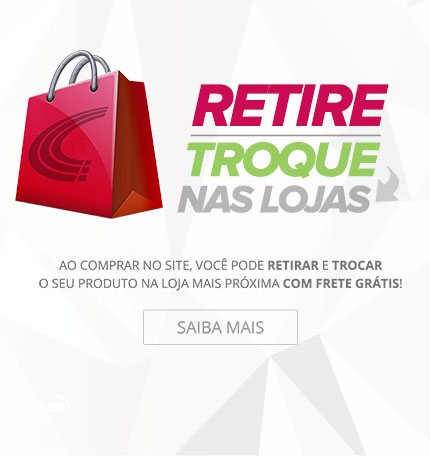 RETIRE
TROQUE
NAS LOJAS
AO COMPRAR NO SITE, VOCÊ PODE RETIRAR E TROCAR
O SEU PRODUTO NA LOJA MAIS PRÓXIMA COM FRETE GRÁTIS!
SAIBA MAIS